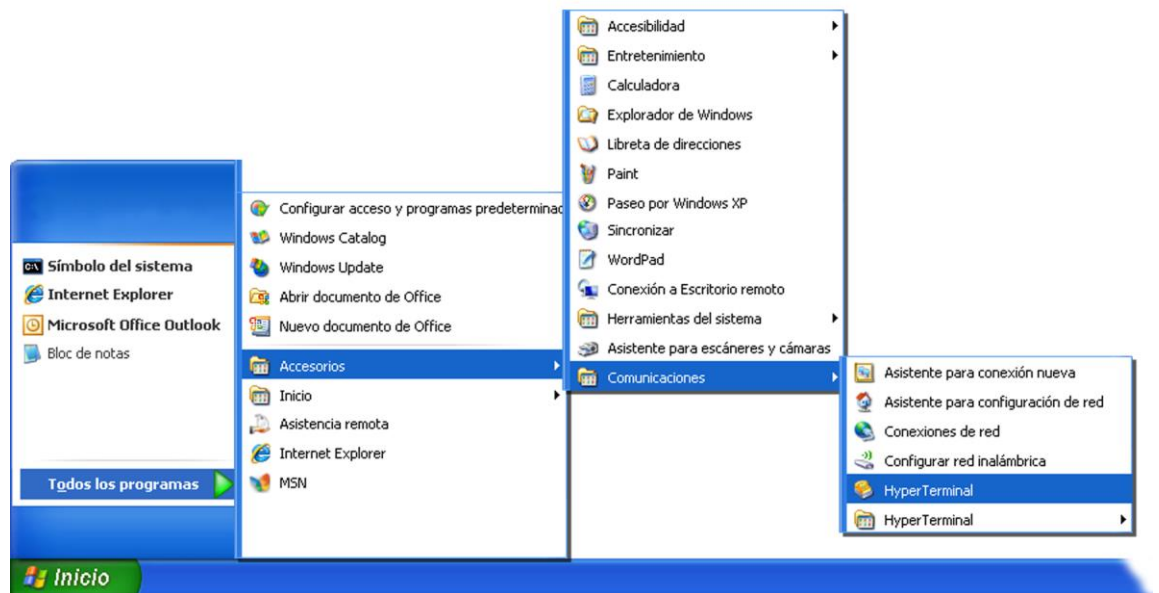 Símbolo del sistema
Internet Explorer
Microsoft Office Outlook
Bloc de notas
Todos los programas
Inicio
Configurar acceso y programas predeterminac
Windows Catalog
Windows Update
Abrir documento de Office
Nuevo documento de Office
Accesorios
Inicio
Asistencia remota
Internet Explorer
MSN
Accesibilidad
Entretenimiento
Calculadora
Explorador de Windows
Libreta de direcciones
Paint
Paseo por Windows XP
Sincronizar
WordPad
Conexión a Escritorio remoto
Herramientas del sistema
Asistente para escáneres y cámaras
Comunicaciones
Asistente para conexión nueva
Asistente para configuración de red
Conexiones de red
Configurar red inalámbrica
HyperTerminal
HyperTerminal